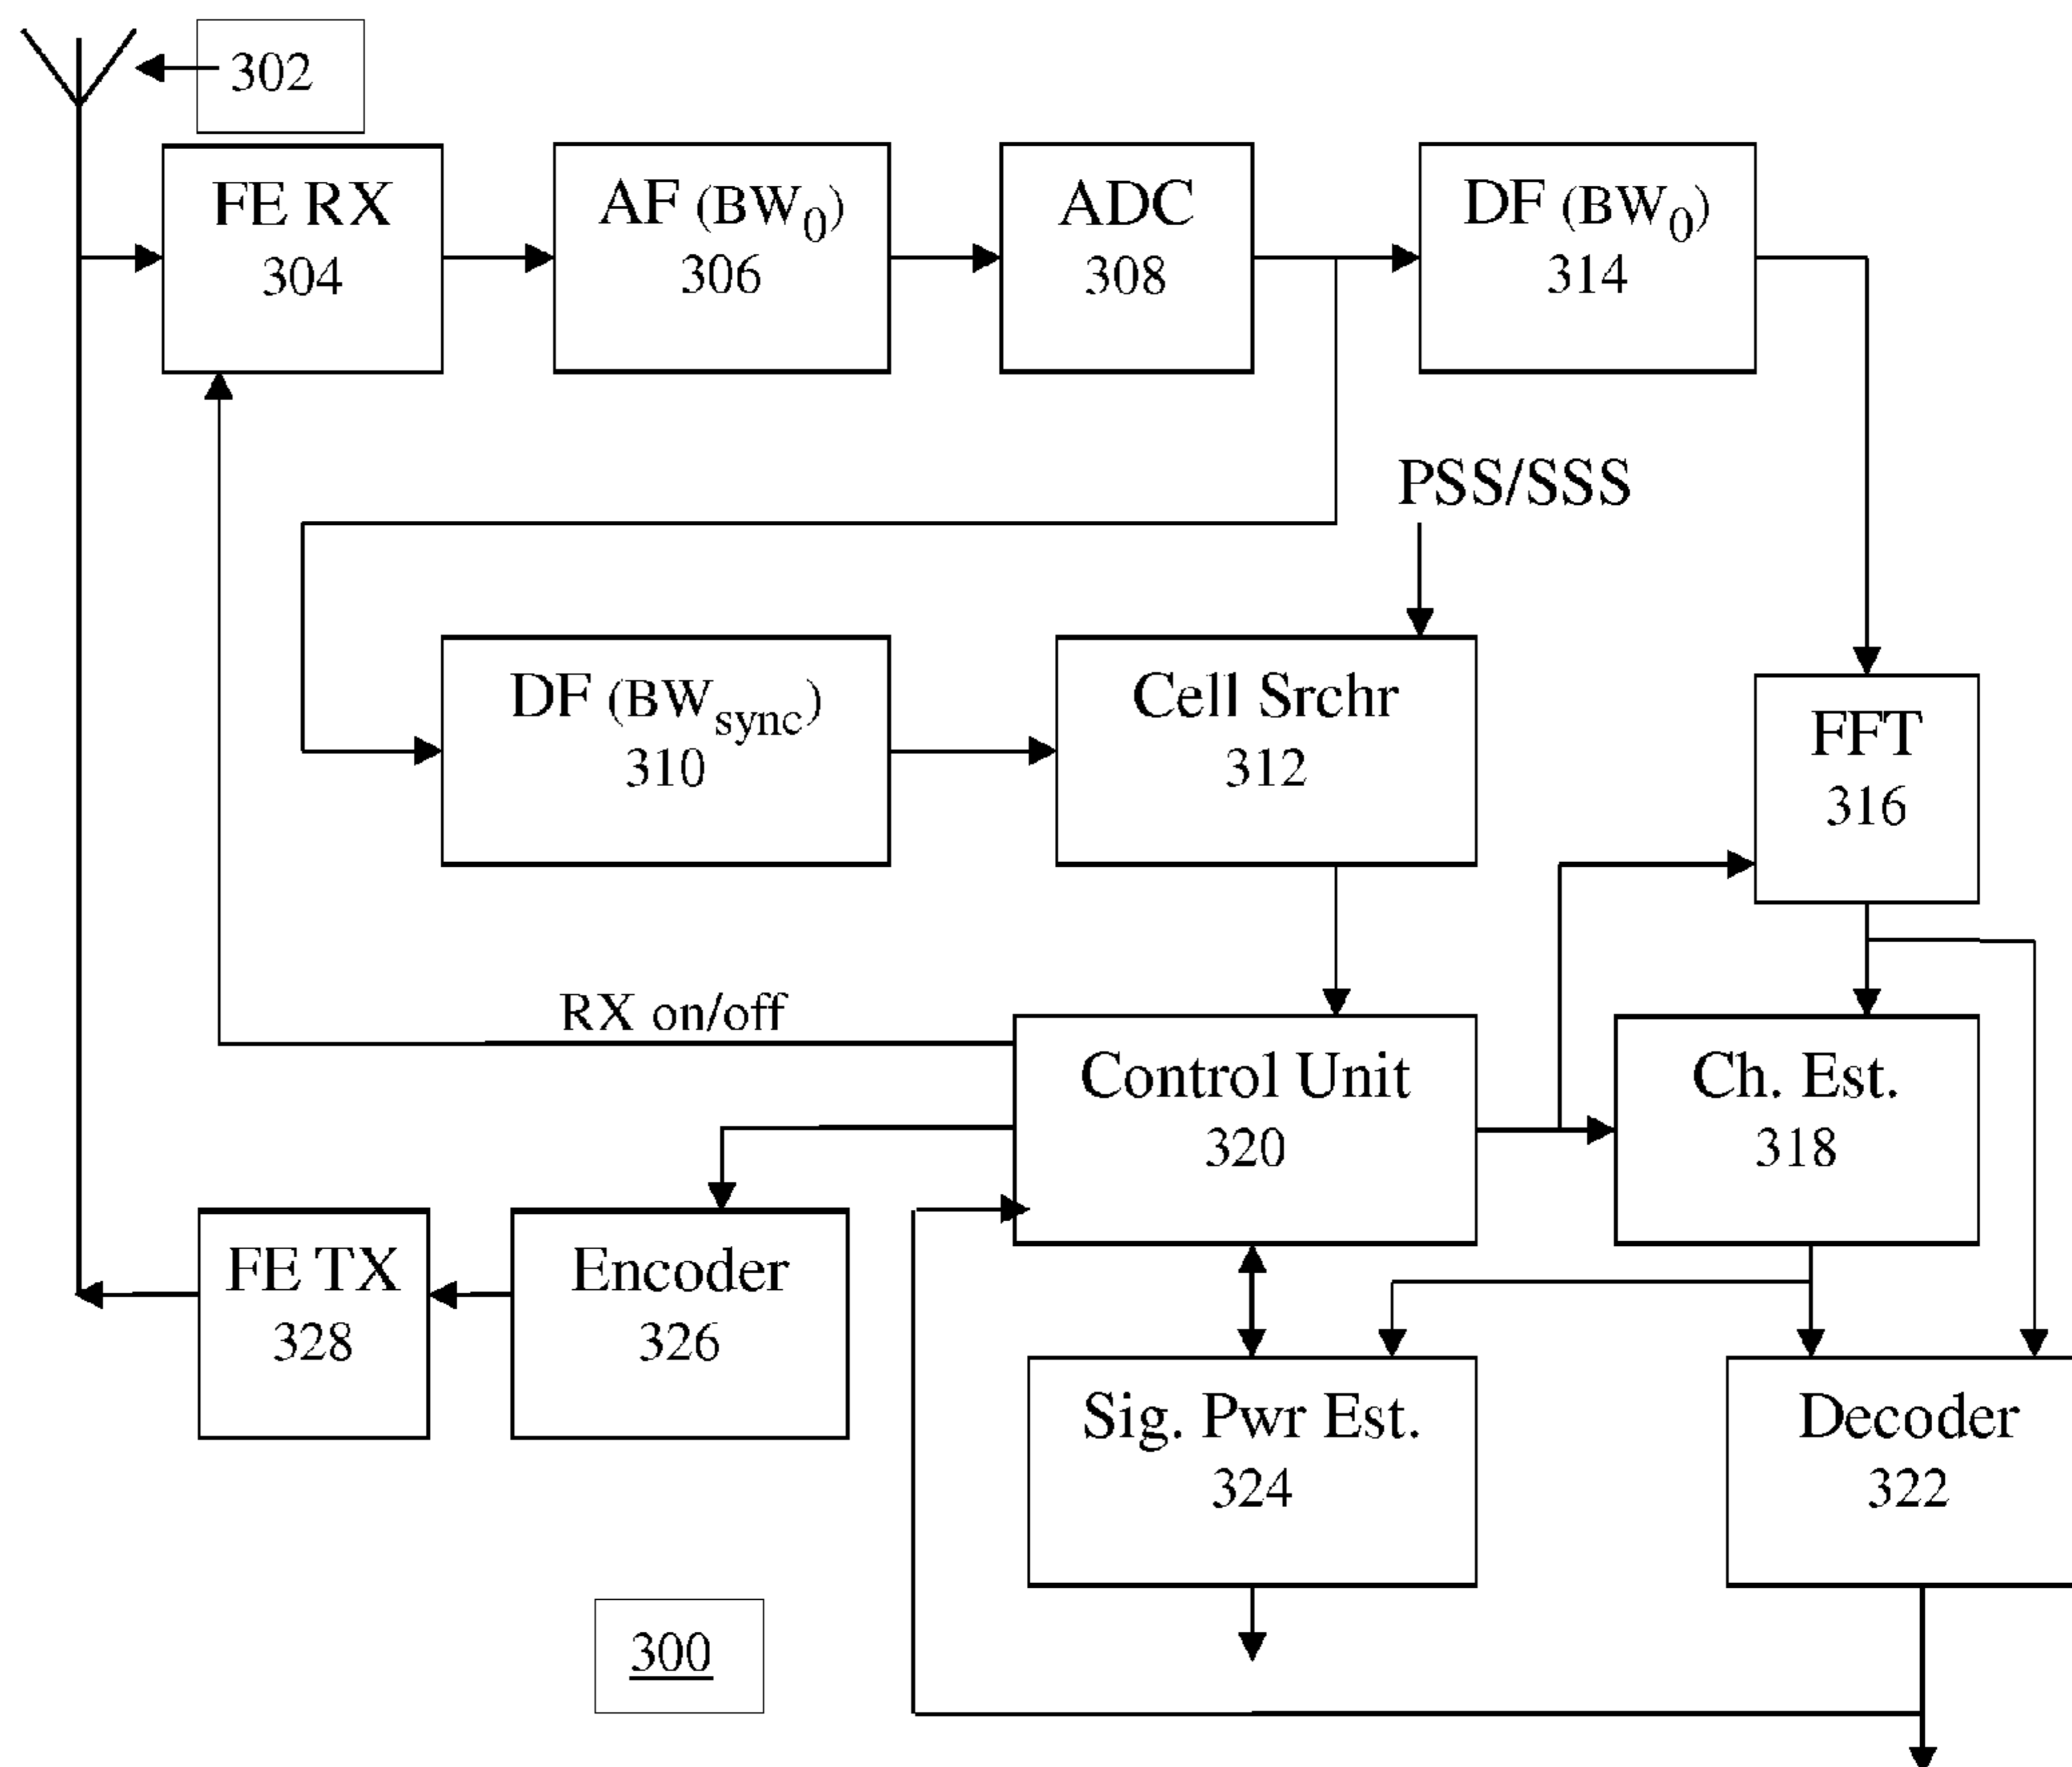 302
FE RX
304
AF (BW0)
306
ADC
308
DF (BW0)
314
PSS/SSS
DF (BWsync)
310
Cell Srchr
312
FFT
316
RX on/off
Control Unit
320
Ch. Est.
318
FE TX
328
Encoder
326
Sig. Pwr Est.
324
Decoder
322
300